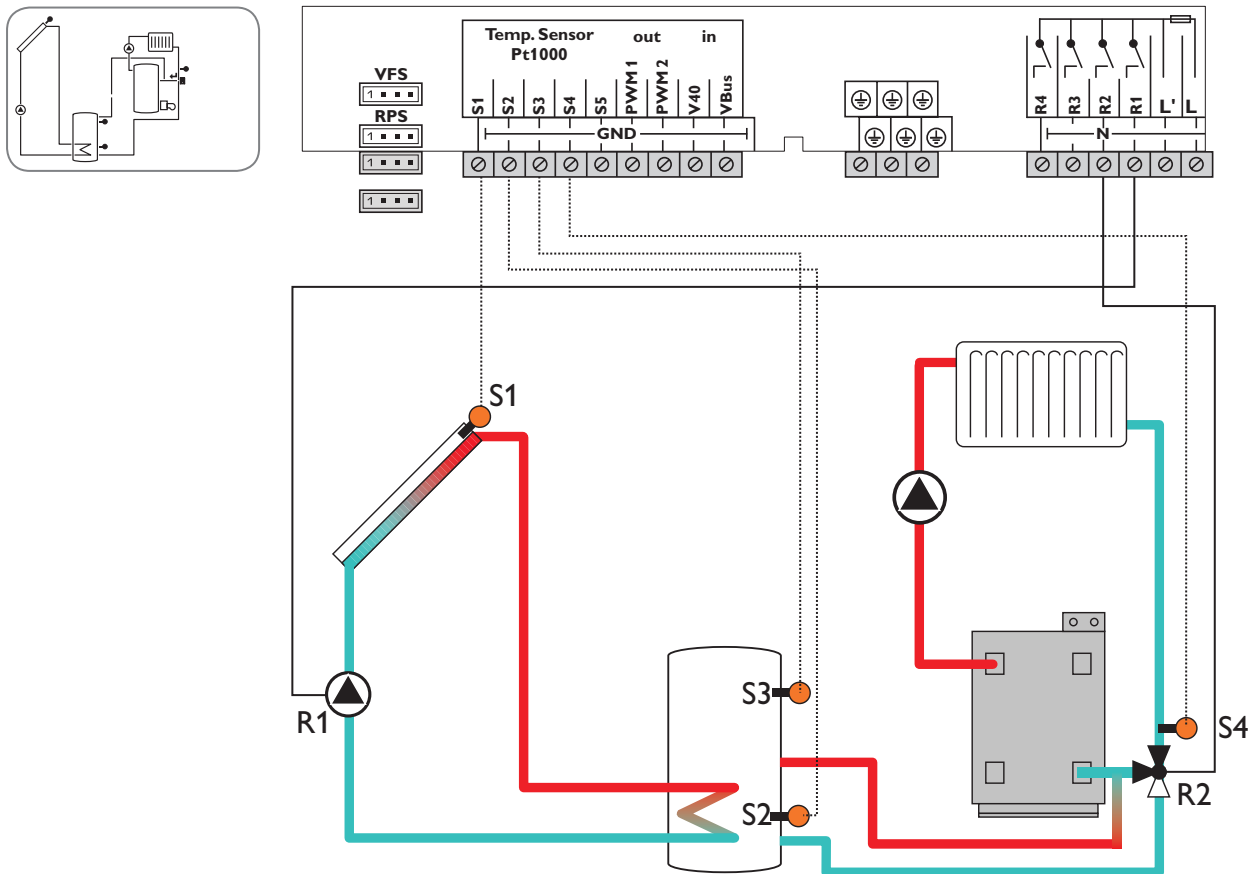 Temp. Sensor
Pt1000
out
in
VFS
1
RPS
1
1
1
S1
S2
S3
S4
S5
PWM 1
PWM 2
V40
VBus
GND
R4
R3
R2
R1
L'
L
N
S1
R1
S3
S2
S4
R2